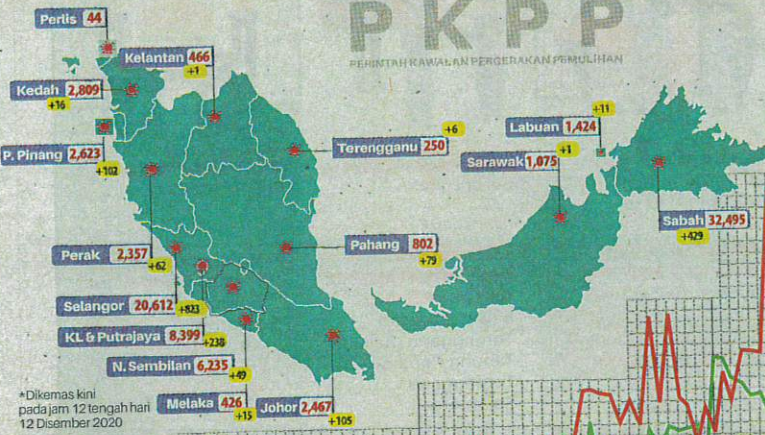 PKPP
PERINTAH KAWALAN PERGERAKAN PEMULIHAN
Perlis 44
Kelantan 466
+1
Kedah 2,809
+16
P. Pinang 2,623
+102
Terengganu 250
+6
Labuan 1,424
+11
Sarawak 1,075
+1
Sabah 32,495
+429
Perak 2,357
+62
Pahang 802
+79
Selangor 20,612
+823
KL & Putrajaya 8,399
+238
N. Sembilan 6,235
+49
Melaka 426
+15
Johor 2,467
+105
*Dikemas kini
pada jam 12 tengah hari
12 Disember 2020